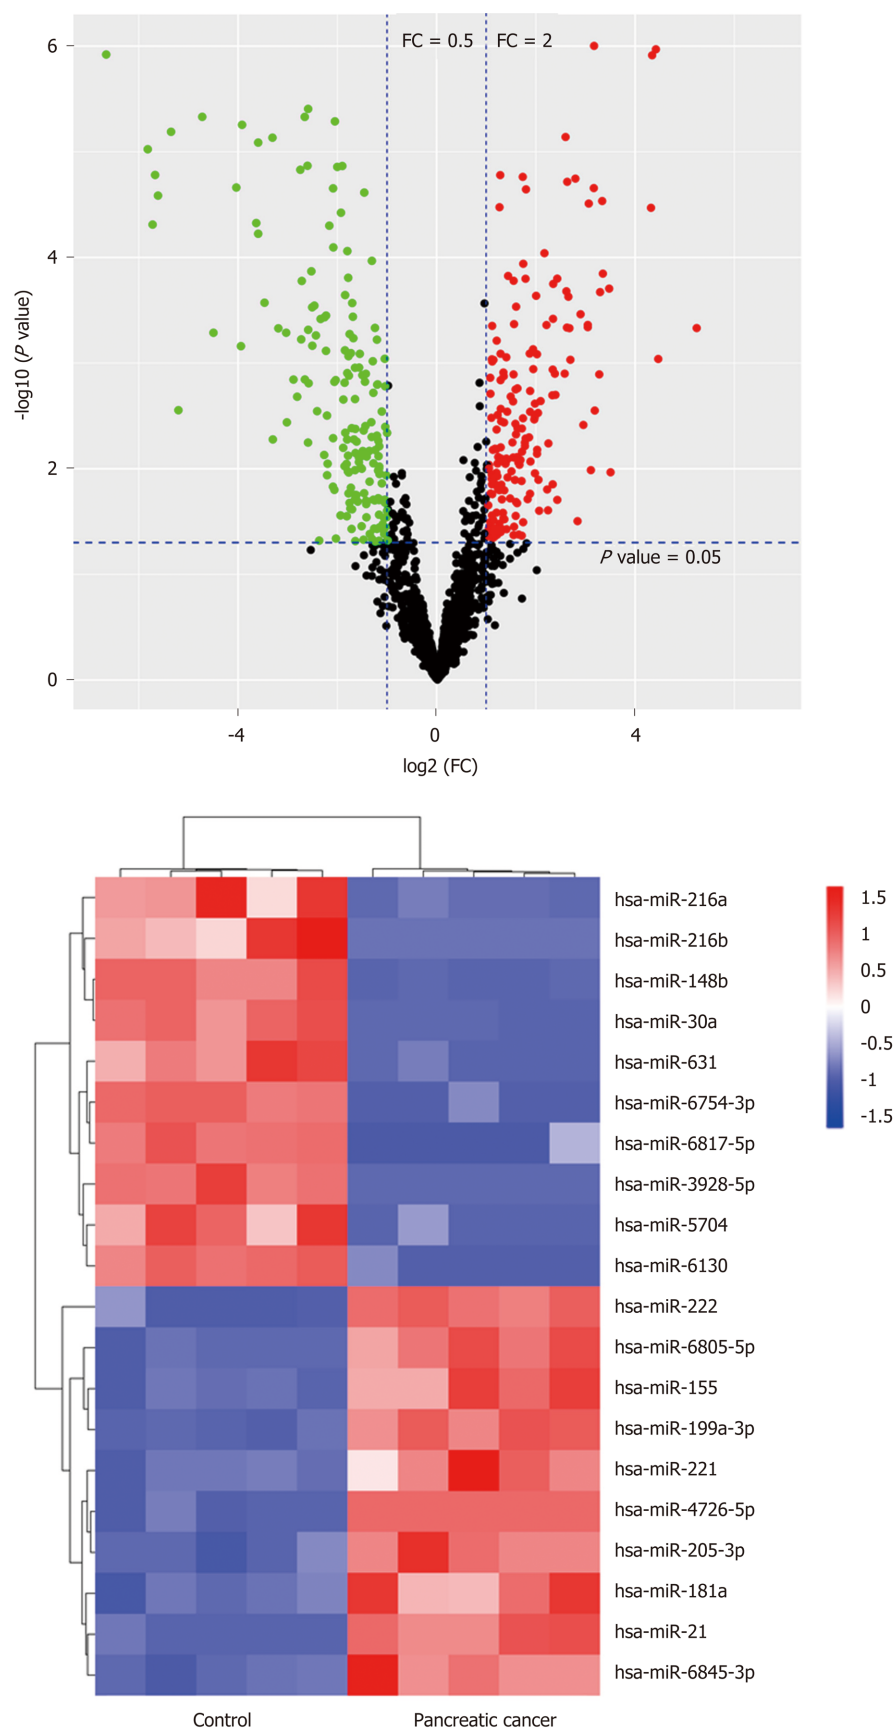 6
FC = 0.5 FC = 2
4
-log10 (P value)
2
P value = 0.05
0
-4 0 4
log2 (FC)
hsa-miR-216a
hsa-miR-216b
hsa-miR-148b
hsa-miR-30a
hsa-miR-631
hsa-miR-6754-3p
hsa-miR-6817-5p
hsa-miR-3928-5p
hsa-miR-5704
hsa-miR-6130
hsa-miR-222
hsa-miR-6805-5p
hsa-miR-155
hsa-miR-199a-3p
hsa-miR-221
hsa-miR-4726-5p
hsa-miR-205-3p
hsa-miR-181a
hsa-miR-21
hsa-miR-6845-3p
1.5
1
0.5
0
-0.5
-1
-1.5
Control Pancreatic cancer